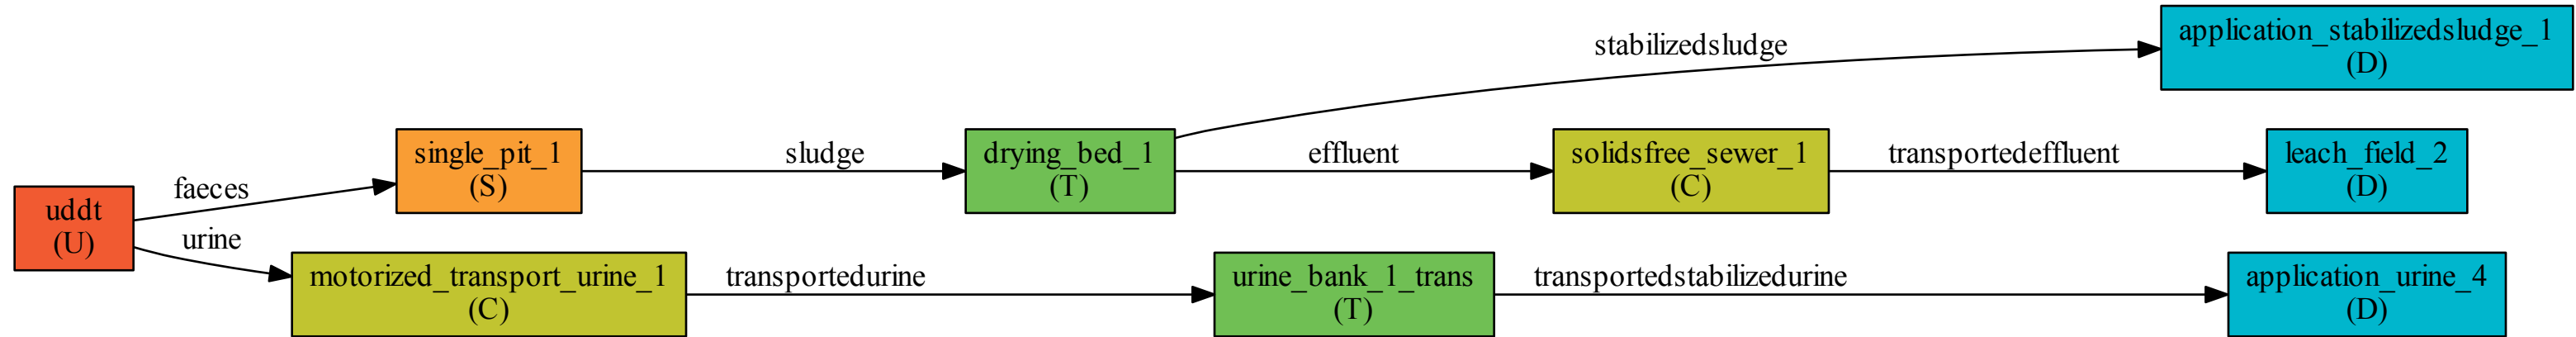 uddt
(U)
faeces
urine
single_pit_1
(S)
motorized_transport_urine_1
(C)
sludge
transportedurine
drying_bed_1
(T)
urine_bank_1_trans
(T)
stabilizedsludge
effluent
transportedstabilizedurine
solidsfree_sewer_1
(C)
transportedeffluent
application_stabilizedsludge_1
(D)
leach_field_2
(D)
application_urine_4
(D)